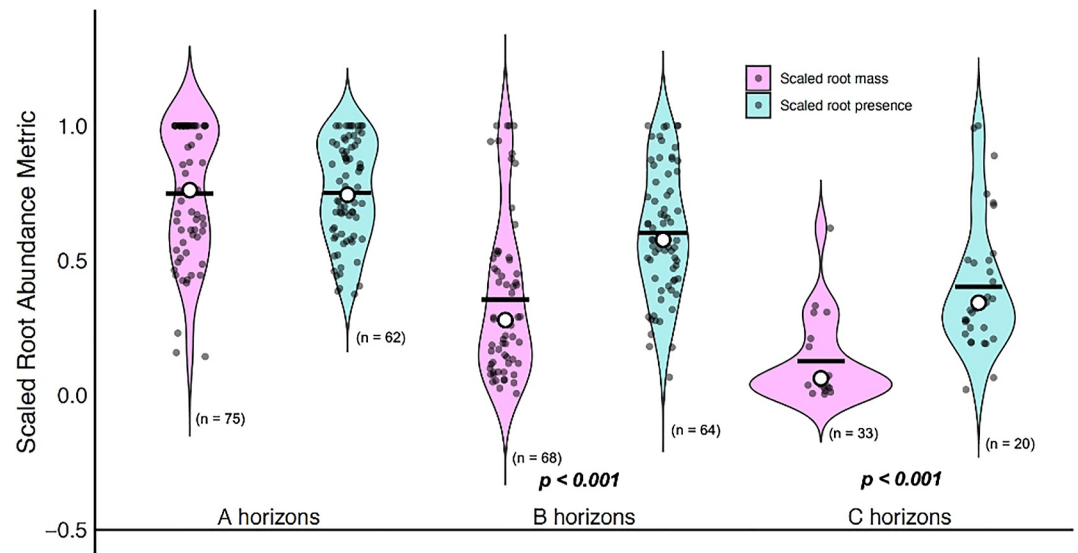 Scaled Root Abundance Metric
1.0
0.5
0.0
−0.5
Scaled root mass
Scaled root presence
(n = 75)
(n = 62)
(n = 68)
(n = 64)
(n = 33)
(n = 20)
p < 0.001
p < 0.001
A horizons
B horizons
C horizons